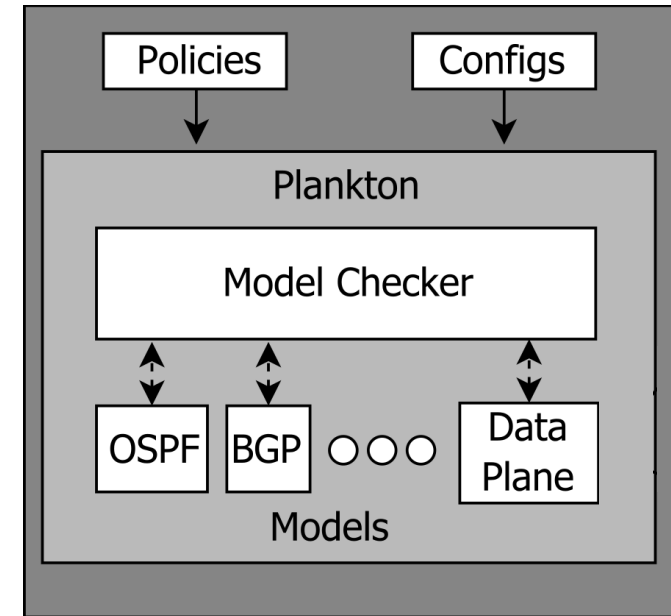 Policies
Configs
Plankton
Model Checker
OSPF
BGP
Data
Plane
Models